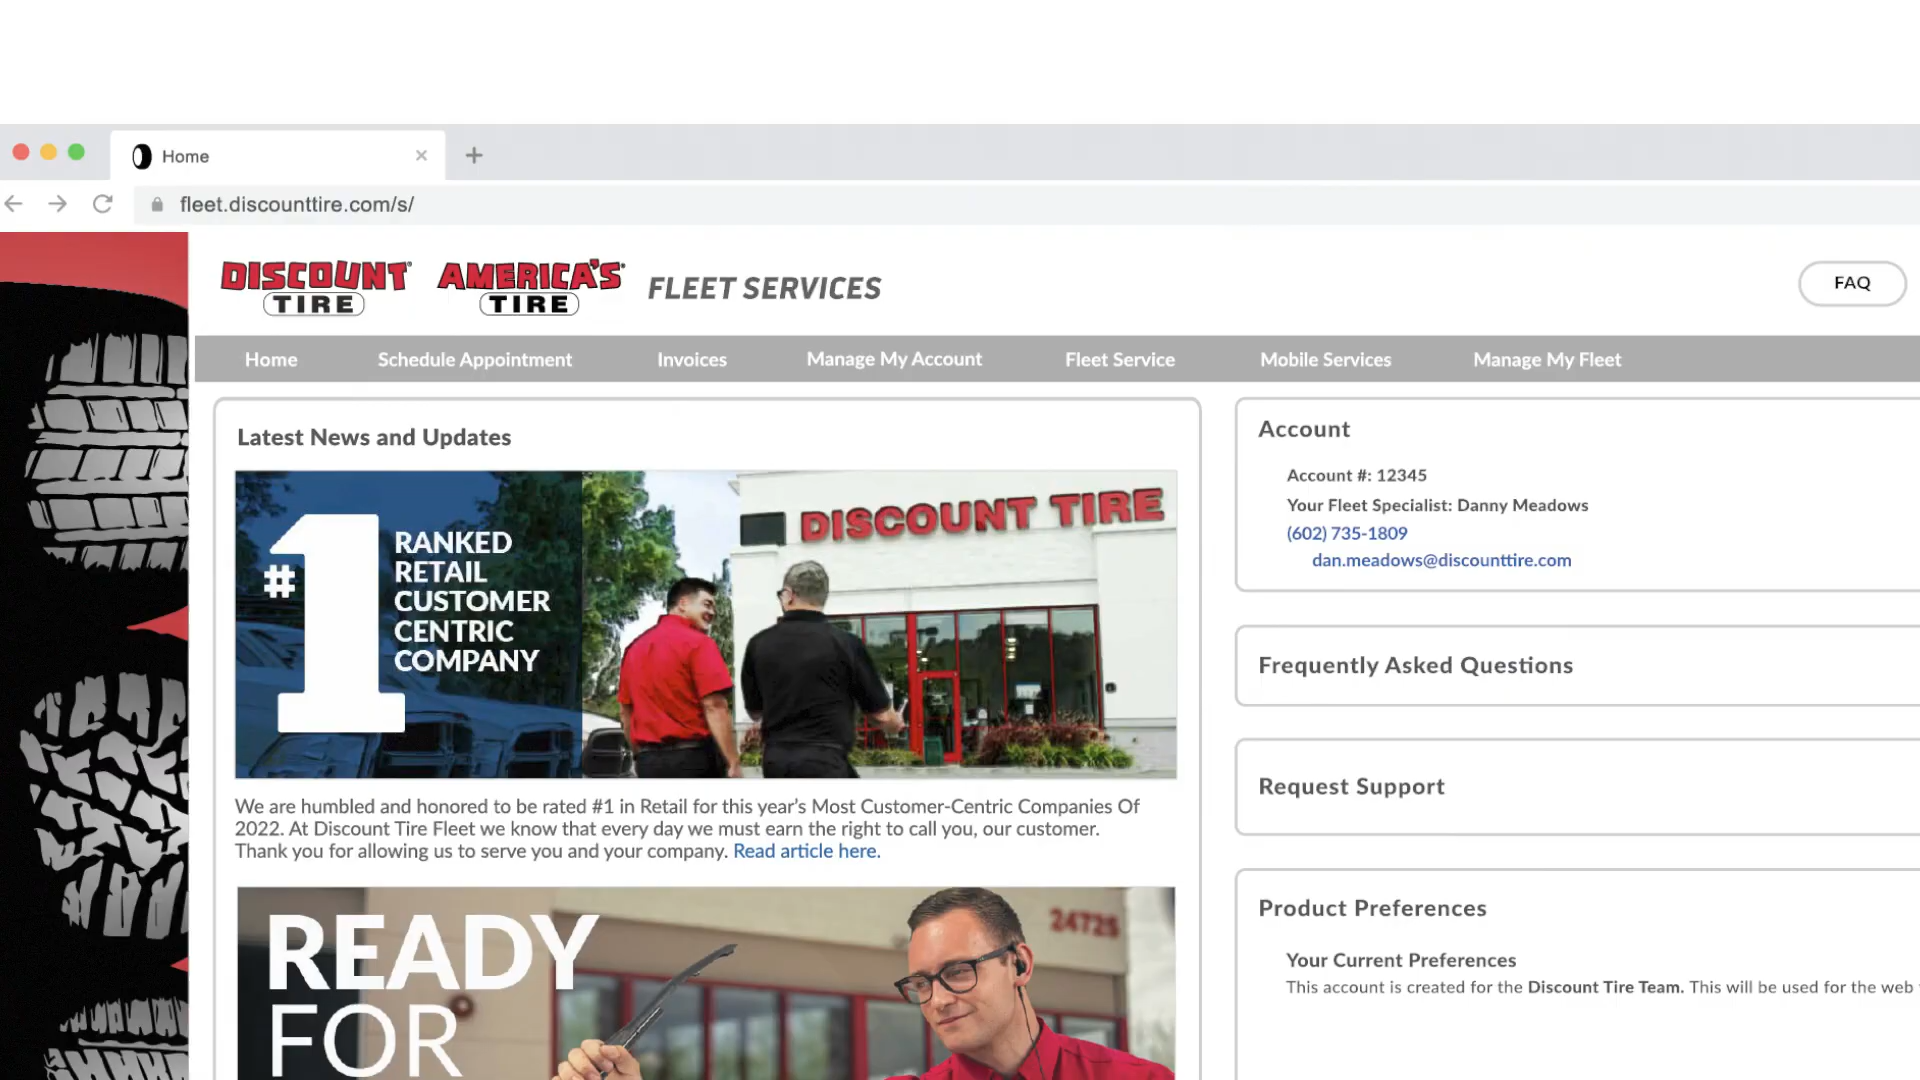 Home
fleet.discounttire.com/s/
DISCOUNT TIRE
AMERICA'S TIRE
FLEET SERVICES
FAQ
Home Schedule Appointment Invoices Manage My Account Fleet Service Mobile Services Manage My Fleet
Latest News and Updates
#1
RANKED
RETAIL
CUSTOMER
CENTRIC
COMPANY
DISCOUNT TIRE
We are humbled and honored to be rated #1 in Retail for this year's Most Customer-Centric Companies Of
2022. At Discount Tire Fleet we know that every day we must earn the right to call you, our customer.
Thank you for allowing us to serve you and your company. Read article here.
READY
FOR
24725
Account
Account #: 12345
Your Fleet Specialist: Danny Meadows
(602) 735-1809
dan.meadows@discounttire.com
Frequently Asked Questions
Request Support
Product Preferences
Your Current Preferences
This account is created for the Discount Tire Team. This will be used for the web